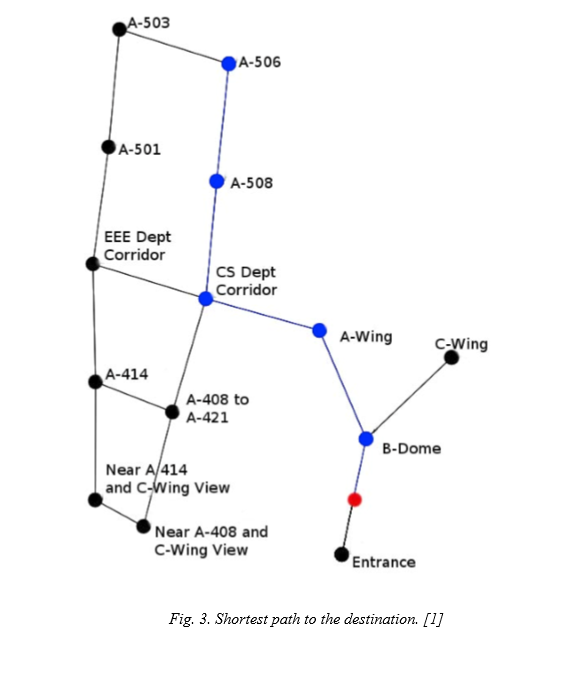 A-503
A-506
A-501
A-508
EEE Dept
Corridor
CS Dept
Corridor
A-Wing
C-Wing
A-414
A-408 to
A-421
B-Dome
Near A-414
and C-Wing View
Near A-408 and
C-Wing View
Entrance
Fig. 3. Shortest path to the destination. [1]